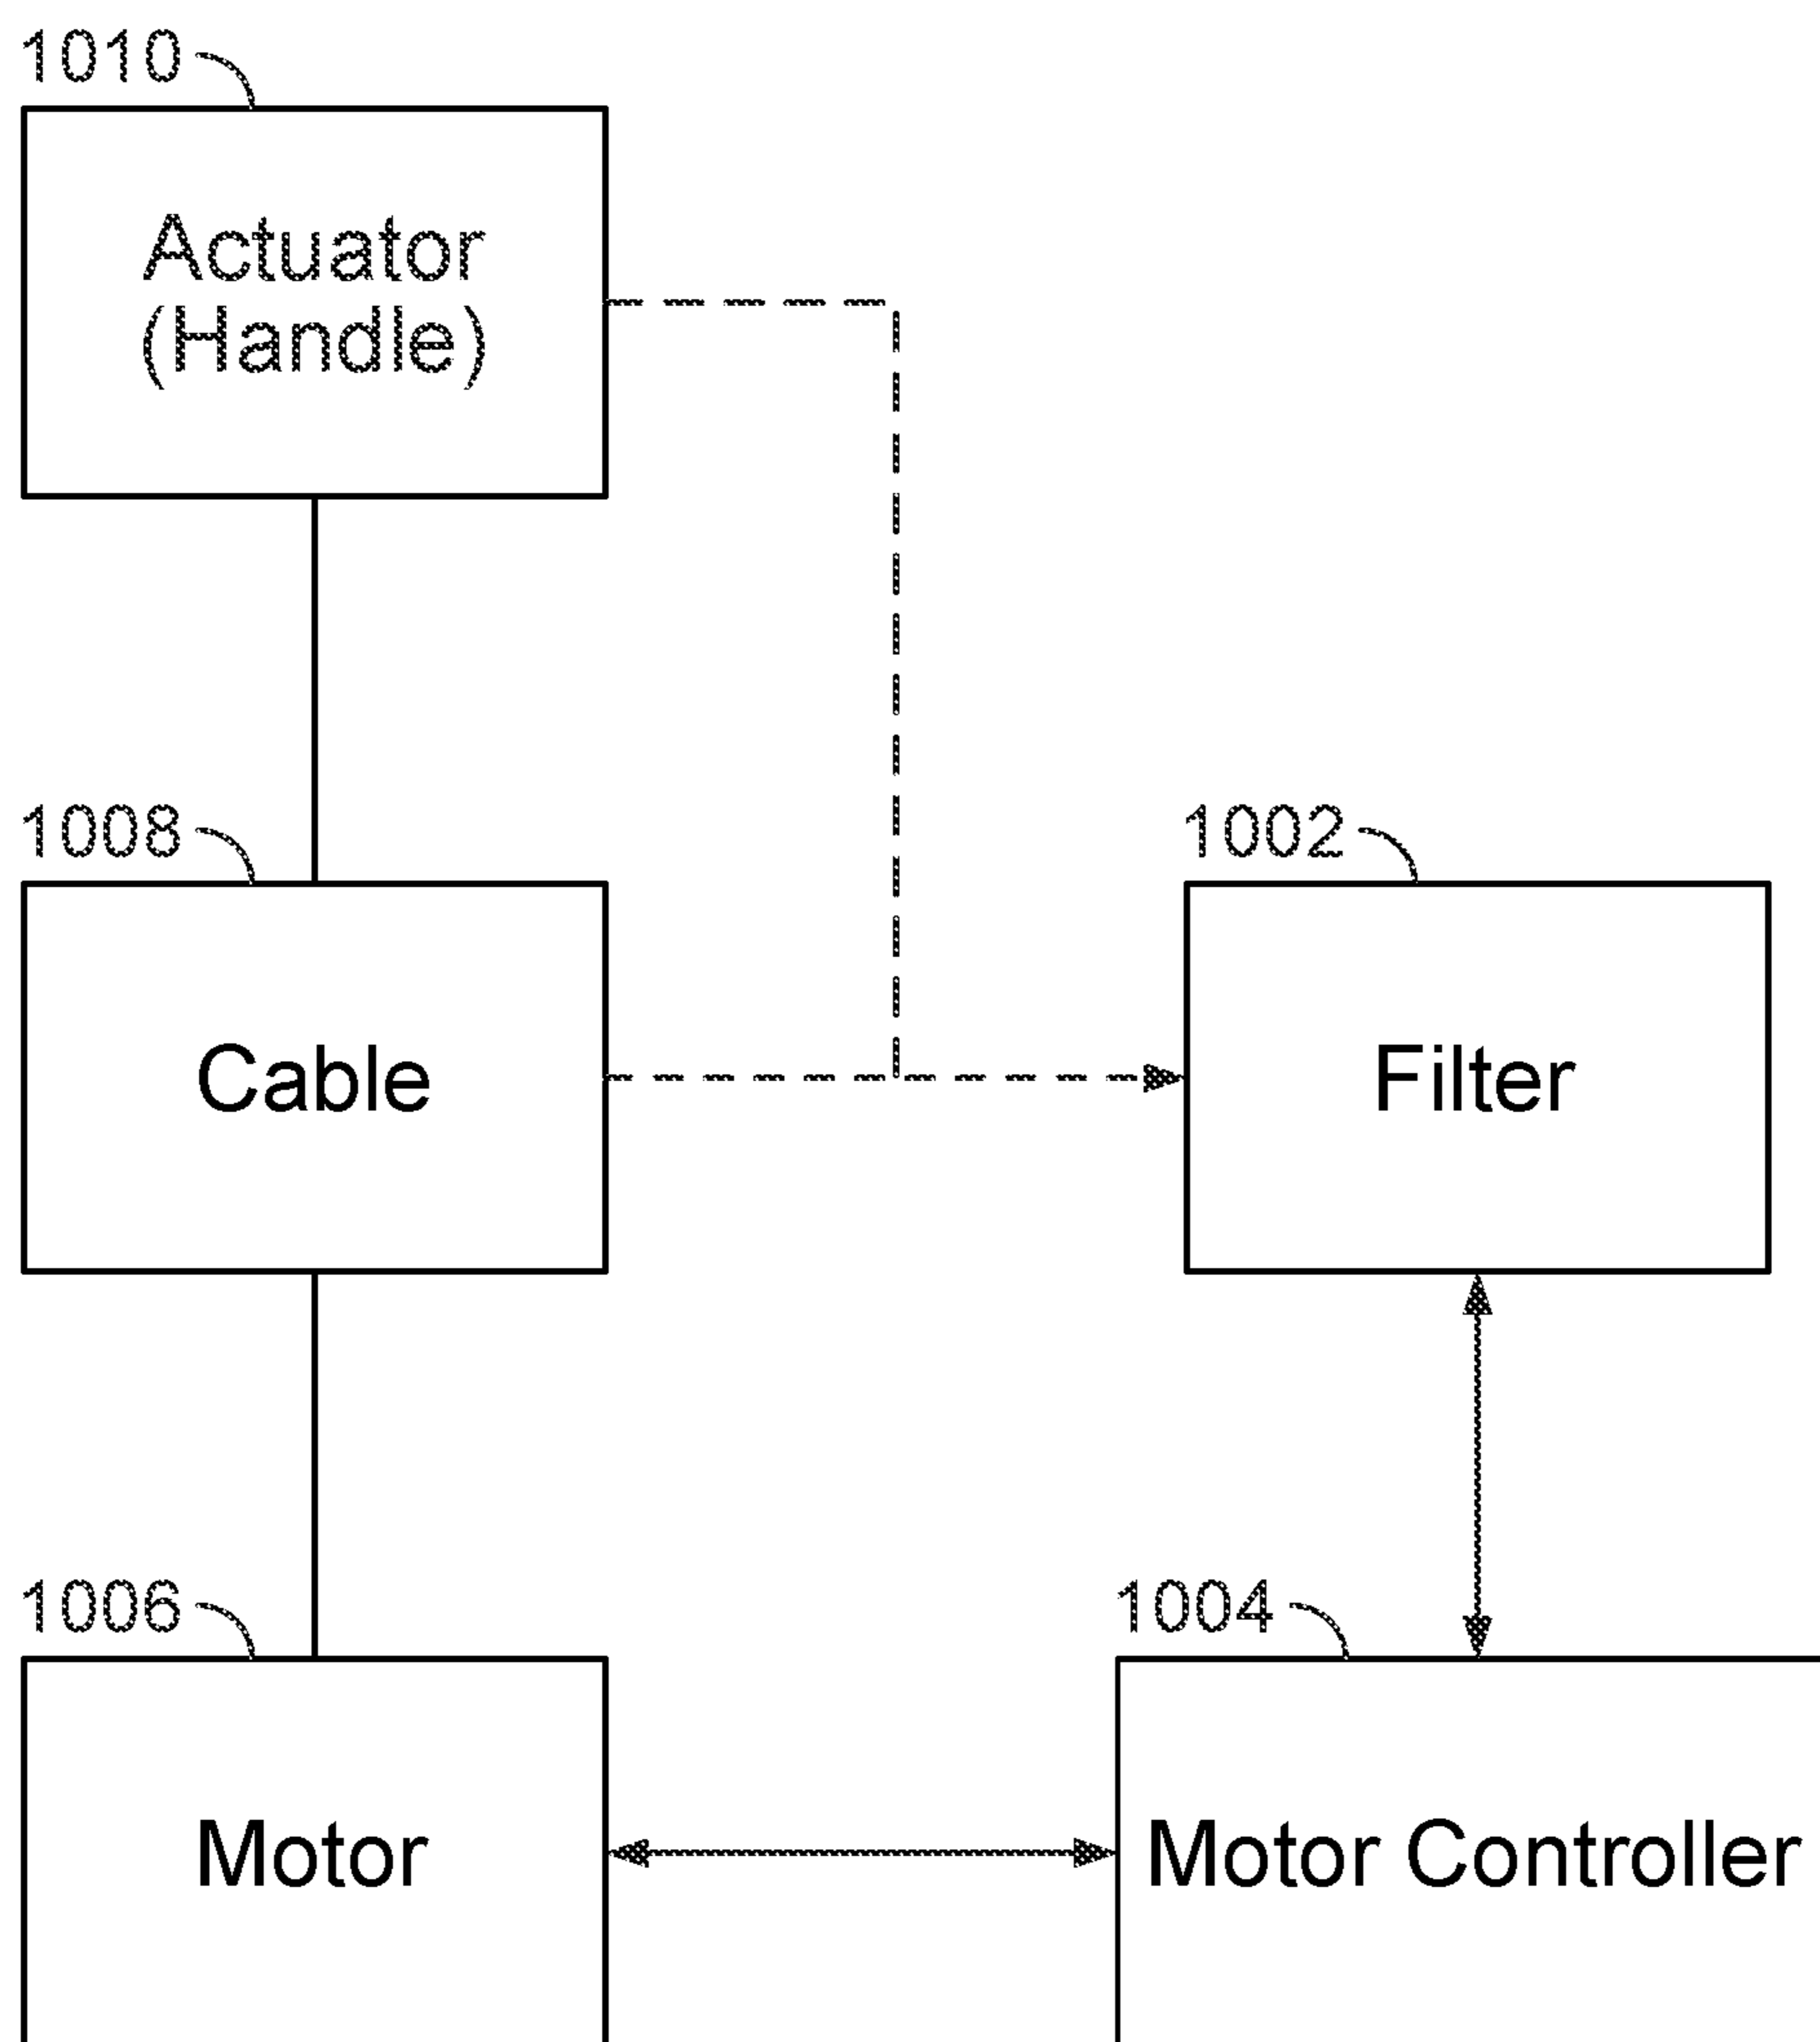 1010
Actuator
(Handle)
1008
Cable
1002
Filter
1006
Motor
1004
Motor Controller